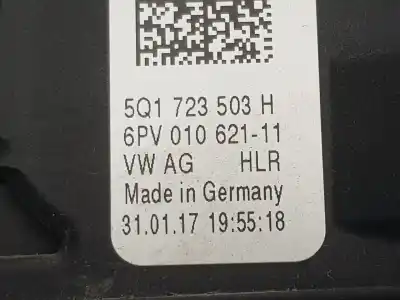 5Q1 723 503 H
6PV 010 621-11
VW AG HLR
Made in Germany
31.01.17 19:55:18